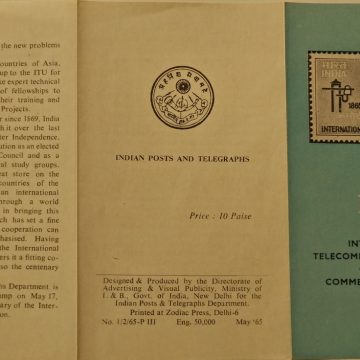 the new problems
ountries of Asia,
up to the ITU for
ke expert technical
of fellowships to
heir training and
Projects.
r since 1869, India
h it over the last
ter Independence.
ution as an elected
Council and as a
al study groups.
eat store on the
countries of the
an international
through a world
in bringing this
ch has set a fine
cooperation can
hasised. Having
the International
ers it a fitting co-
so the centenary
s Department is
mp on May 17,
ary of the Inter-
on.
INDIAN POSTS AND TELEGRAPHS
Price : 10 Paise
Designed & Produced by the Directorate of
Advertising & Visual Publicity, Ministry of
I. & B., Govt. of India, New Delhi for the
Indian Posts & Telegraphs Department.
Printed at Zodiac Press, Delhi-6
No. 1/2/65-P III Eng. 50,000 May '65
भारत
INDIA
1865
INTERNATION
IN
TELECOM
COMME